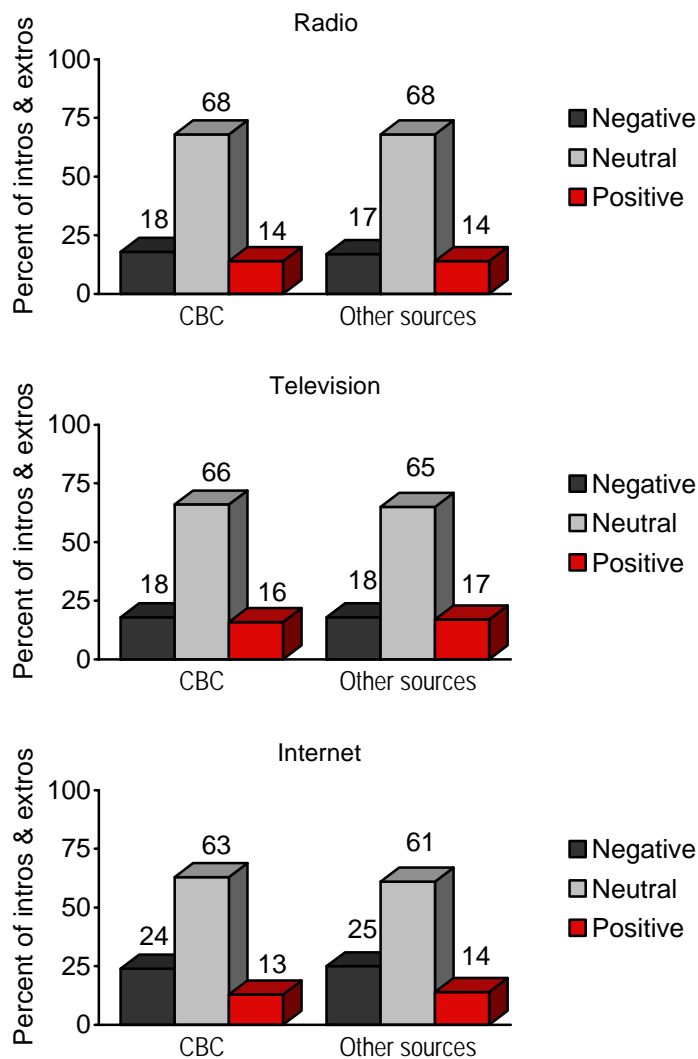 Radio
Percent of intros & extros
100
75
50
25
0
18
68
14
17
68
14
CBC
Other sources
Negative
Neutral
Positive
Television
Percent of intros & extros
100
75
50
25
0
18
66
16
18
65
17
CBC
Other sources
Negative
Neutral
Positive
Internet
Percent of intros & extros
100
75
50
25
0
24
63
13
25
61
14
CBC
Other sources
Negative
Neutral
Positive